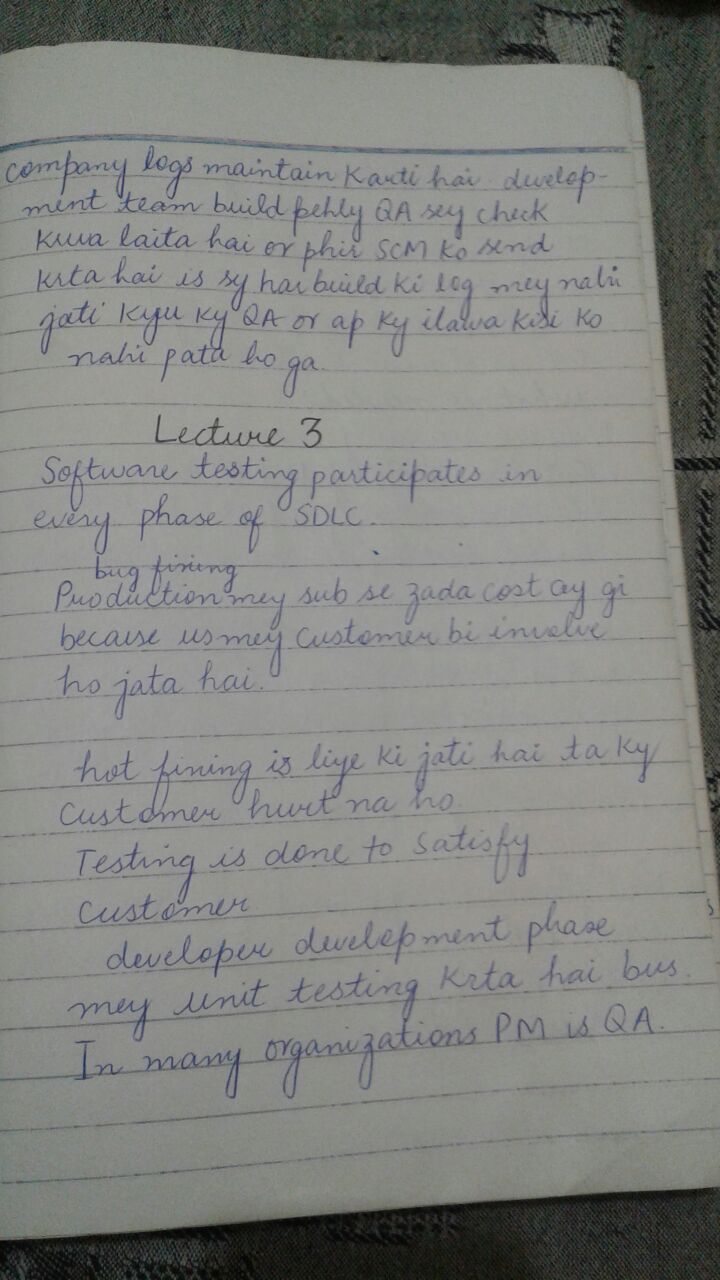 company logs maintain karti hai. develop-
ment team build pehly QA sey check
krwa laita hai or phir SCM ko send
krta hai is sy har build ki log mey nahi
jati kyu ky QA or ap ky ilawa kisi ko
nahi pata ho ga.
Lecture 3
Software testing participates in
every phase of SDLC.
bug fixing
Production mey sub se zada cost ay gi
because us mey customer bi involve
ho jata hai.
hot fixing is liye ki jati hai ta ky
customer hurt na ho.
Testing is done to satisfy
customer
developer development phase
mey unit testing krta hai bus.
In many organizations PM is QA.